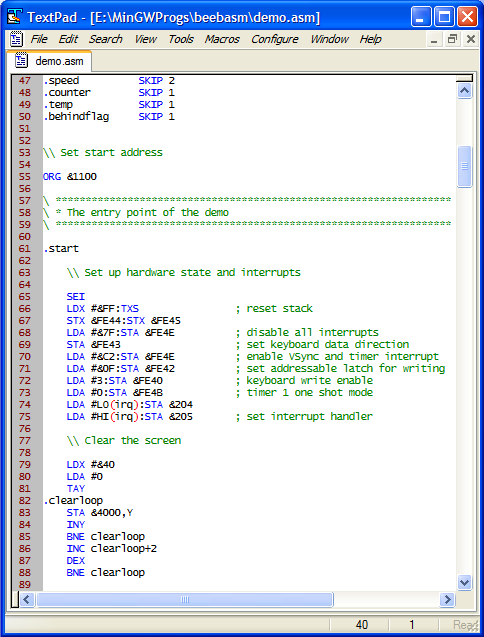 TextPad - [E:\MinGWProgs\beebasm\demo.asm]
File Edit Search View Tools Macros Configure Window Help
demo.asm
47 .speed SKIP 2
48 .counter SKIP 1
49 .temp SKIP 1
50 .behindflag SKIP 1
51
52
53 \\ Set start address
54
55 ORG &1100
56
57 \ ******************************************************************
58 \ * The entry point of the demo
59 \ ******************************************************************
60
61 .start
62
63 \\ Set up hardware state and interrupts
64
65 SEI
66 LDX #&FF:TXS ; reset stack
67 STX &FE44:STX &FE45
68 LDA #&7F:STA &FE4E ; disable all interrupts
69 STA &FE43 ; set keyboard data direction
70 LDA #&C2:STA &FE4E ; enable VSync and timer interrupt
71 LDA #&0F:STA &FE42 ; set addressable latch for writing
72 LDA #3:STA &FE40 ; keyboard write enable
73 LDA #0:STA &FE4B ; timer 1 one shot mode
74 LDA #LO(irq):STA &204
75 LDA #HI(irq):STA &205 ; set interrupt handler
76
77 \\ Clear the screen
78
79 LDX #&40
80 LDA #0
81 TAY
82 .clearloop
83 STA &4000,Y
84 INY
85 BNE clearloop
86 INC clearloop+2
87 DEX
88 BNE clearloop
89
40 1 Rea